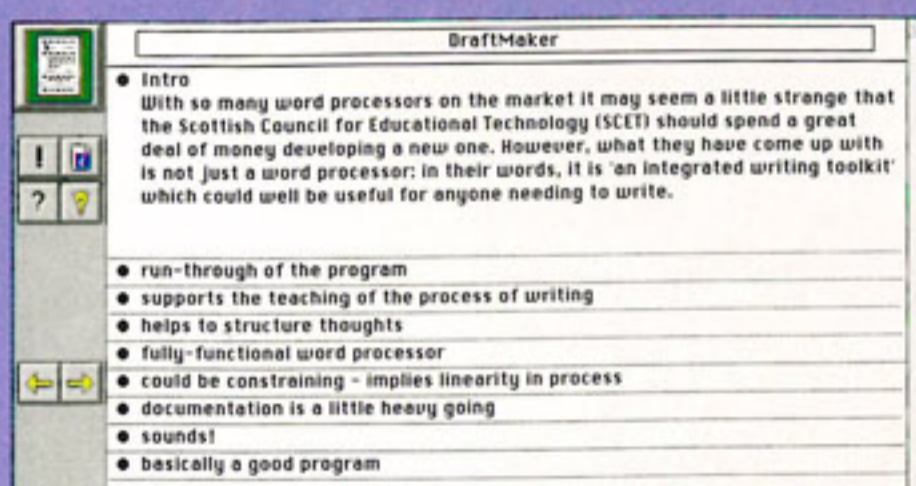 DraftMaker
● Intro
With so many word processors on the market it may seem a little strange that
the Scottish Council for Educational Technology (SCET) should spend a great
deal of money developing a new one. However, what they have come up with
is not just a word processor: in their words, it is 'an integrated writing toolkit'
which could well be useful for anyone needing to write.
! 
? 
● run-through of the program
● supports the teaching of the process of writing
● helps to structure thoughts
● fully-functional word processor
● could be constraining - implies linearity in process
● documentation is a little heavy going
● sounds!
● basically a good program